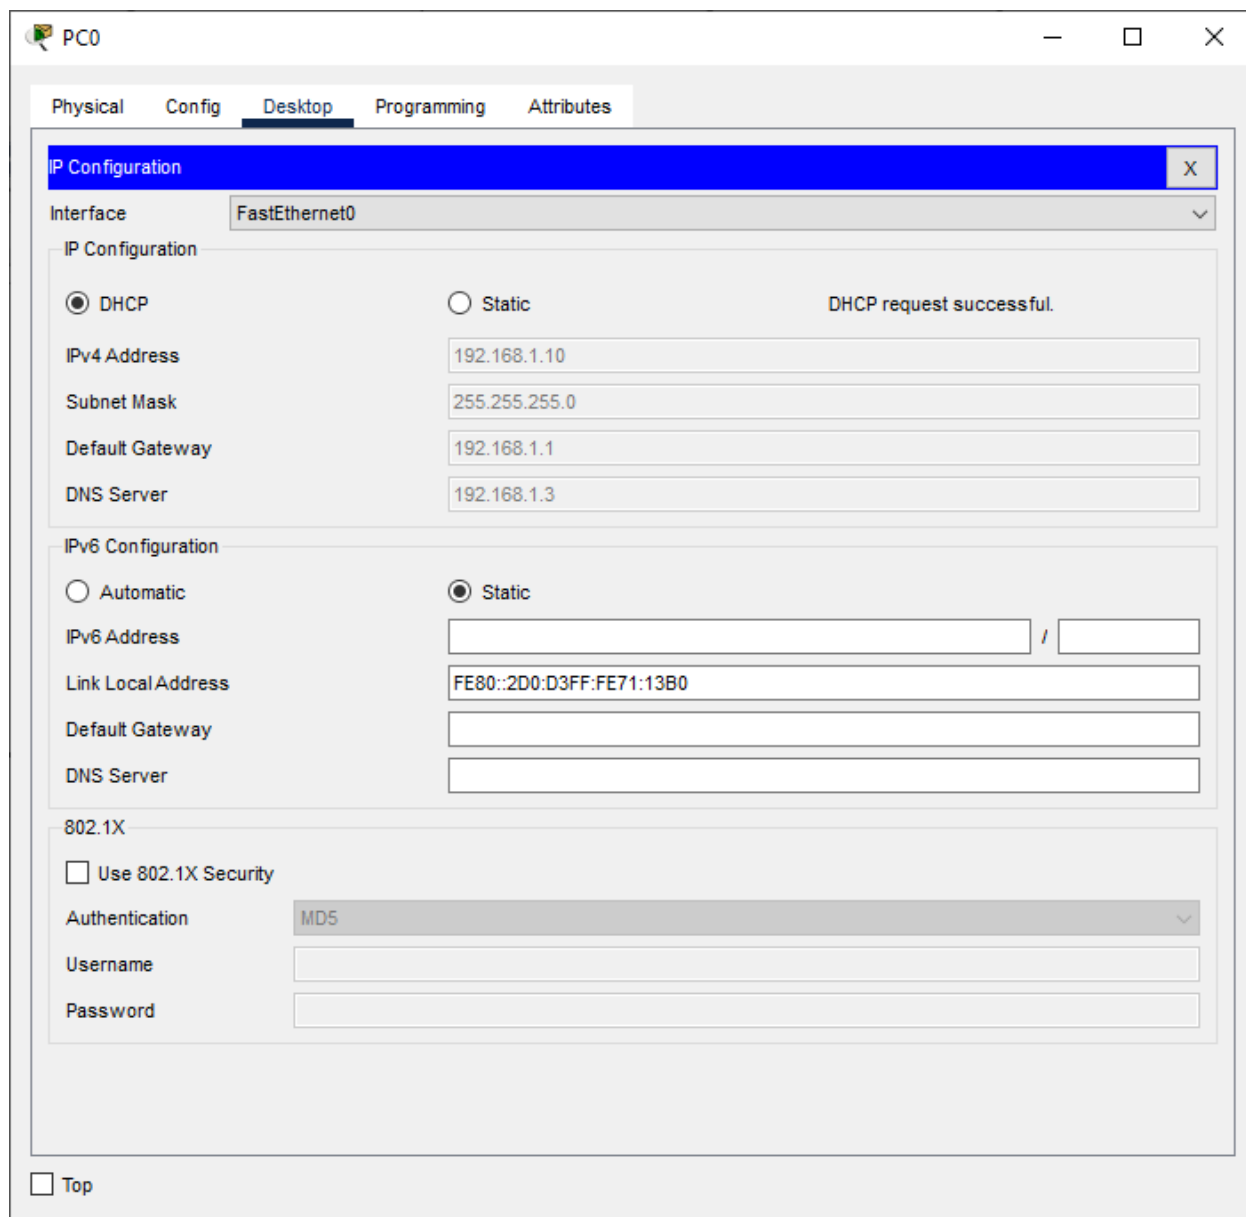 PC0
Physical Config Desktop Programming Attributes
IP Configuration X
Interface FastEthernet0
IP Configuration
DHCP Static DHCP request successful.
IPv4 Address 192.168.1.10
Subnet Mask 255.255.255.0
Default Gateway 192.168.1.1
DNS Server 192.168.1.3
IPv6 Configuration
Automatic Static
IPv6 Address /
Link Local Address FE80::2D0:D3FF:FE71:13B0
Default Gateway
DNS Server
802.1X
Use 802.1X Security
Authentication MD5
Username
Password
Top